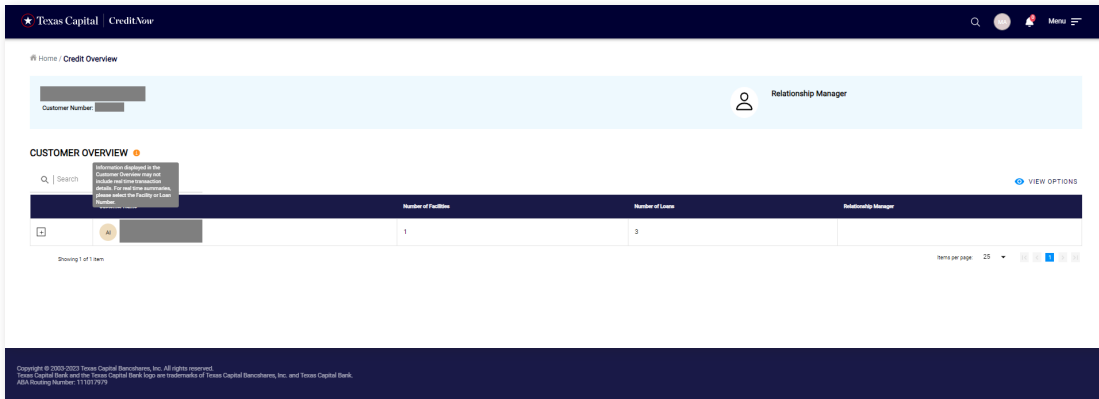 Texas Capital | CreditNow
MA
4
Menu
Home / Credit Overview
Customer Number:
Relationship Manager
CUSTOMER OVERVIEW
Search
Information displayed in the
Customer Overview may not
include real time transaction
details. For real time summaries,
please select the Facility or Loan
Number.
VIEW OPTIONS
Number of Facilities
Number of Loans
Relationship Manager
AI
1
3
Showing 1 of 1 item
Items per page: 25
1
Copyright © 2003-2023 Texas Capital Bancshares, Inc. All rights reserved.
Texas Capital Bank and the Texas Capital Bank logo are trademarks of Texas Capital Bancshares, Inc. and Texas Capital Bank.
ABA Routing Number: 111017979